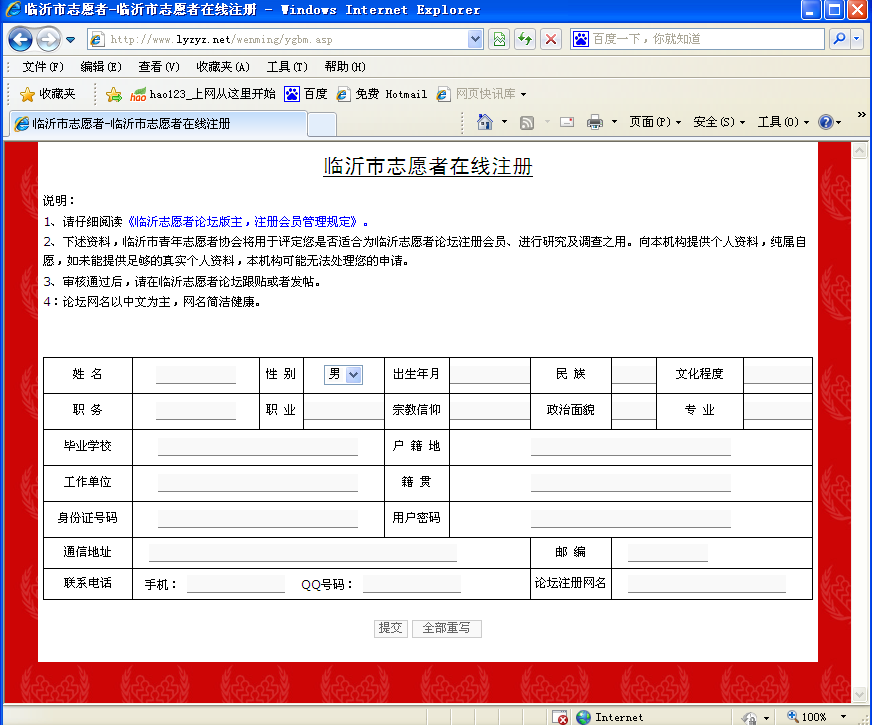 临沂市志愿者-临沂市志愿者在线注册 - Windows Internet Explorer
http://www.lyzyz.net/wenming/ygbm.asp
百度一下，你就知道
文件(F) 编辑(E) 查看(V) 收藏夹(A) 工具(T) 帮助(H)
收藏夹 hao123_上网从这里开始 百度 免费 Hotmail 网页快讯库
临沂市志愿者-临沂市志愿者在线注册
页面(P) 安全(S) 工具(O) »
临沂市志愿者在线注册
说明：
1、请仔细阅读《临沂志愿者论坛版主，注册会员管理规定》。
2、下述资料，临沂市青年志愿者协会将用于评定您是否适合为临沂志愿者论坛注册会员、进行研究及调查之用。向本机构提供个人资料，纯属自
愿，如未能提供足够的真实个人资料，本机构可能无法处理您的申请。
3、审核通过后，请在临沂志愿者论坛跟贴或者发帖。
4：论坛网名以中文为主，网名简洁健康。
姓 名 性 别 男 出生年月 民 族 文化程度
职 务 职 业 宗教信仰 政治面貌 专 业
毕业学校 户 籍 地
工作单位 籍 贯
身份证号码 用户密码
通信地址 邮 编
联系电话 手机： QQ号码： 论坛注册网名
提交 全部重写
Internet 100%